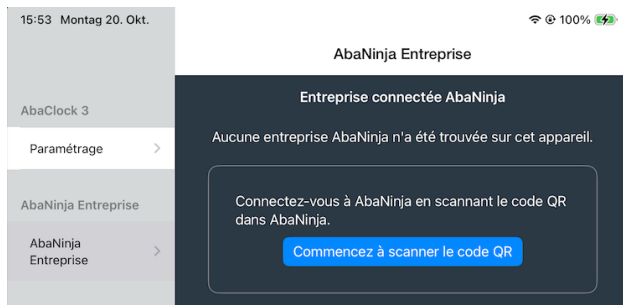 15:53 Montag 20. Okt.
100%
AbaNinja Entreprise
AbaClock 3
Paramétrage
AbaNinja Entreprise
AbaNinja
Entreprise
Entreprise connectée AbaNinja
Aucune entreprise AbaNinja n'a été trouvée sur cet appareil.
Connectez-vous à AbaNinja en scannant le code QR
dans AbaNinja.
Commencez à scanner le code QR